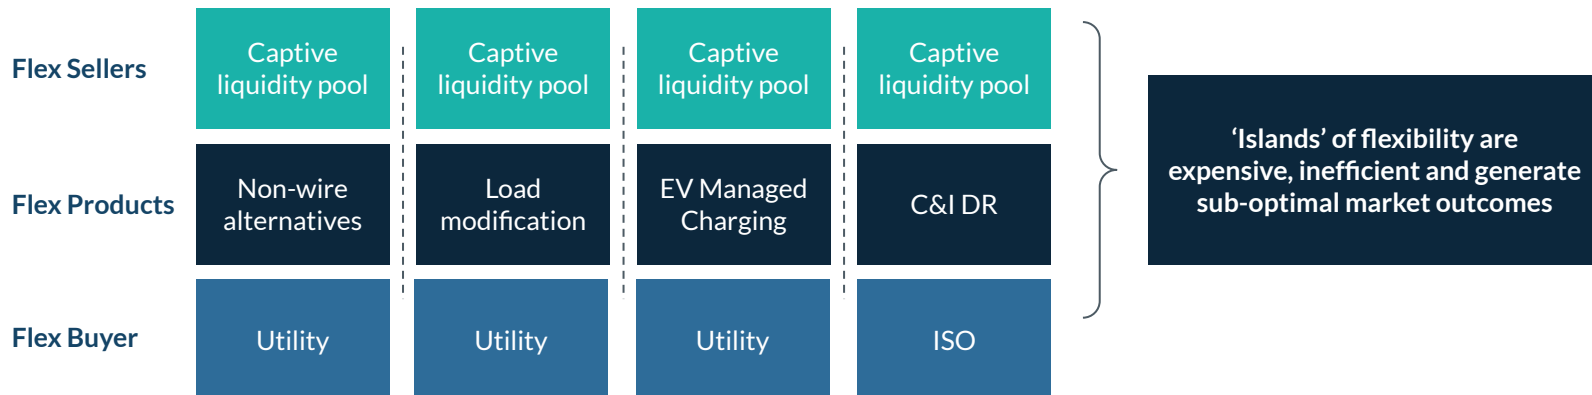 Flex Sellers
Captive
liquidity pool
Captive
liquidity pool
Captive
liquidity pool
Captive
liquidity pool
Flex Products
Non-wire
alternatives
Load
modification
EV Managed
Charging
C&I DR
Flex Buyer
Utility
Utility
Utility
ISO
‘Islands’ of flexibility are
expensive, inefficient and generate
sub-optimal market outcomes